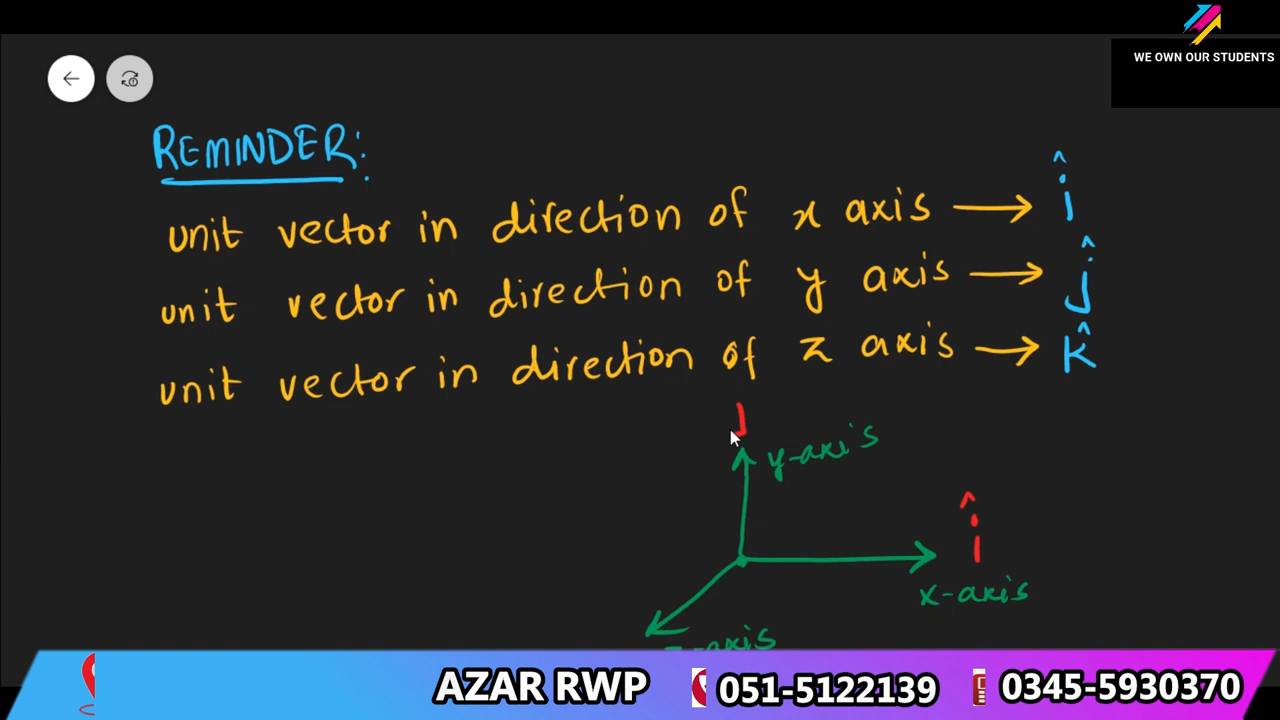 WE OWN OUR STUDENTS
REMINDER:
unit vector in direction of x axis → î
unit vector in direction of y axis → ĵ
unit vector in direction of z axis → k̂
y-axis
î
x-axis
z-axis
AZAR RWP 051-5122139 0345-5930370